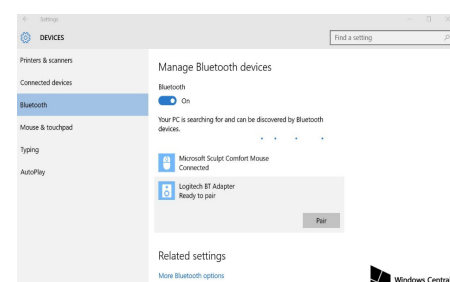 Settings
DEVICES
Find a setting
Printers & scanners
Connected devices
Bluetooth
Mouse & touchpad
Typing
AutoPlay
Manage Bluetooth devices
Bluetooth
On
Your PC is searching for and can be discovered by Bluetooth
devices.
Microsoft Sculpt Comfort Mouse
Connected
Logitech BT Adapter
Ready to pair
Pair
Related settings
More Bluetooth options
Windows Central